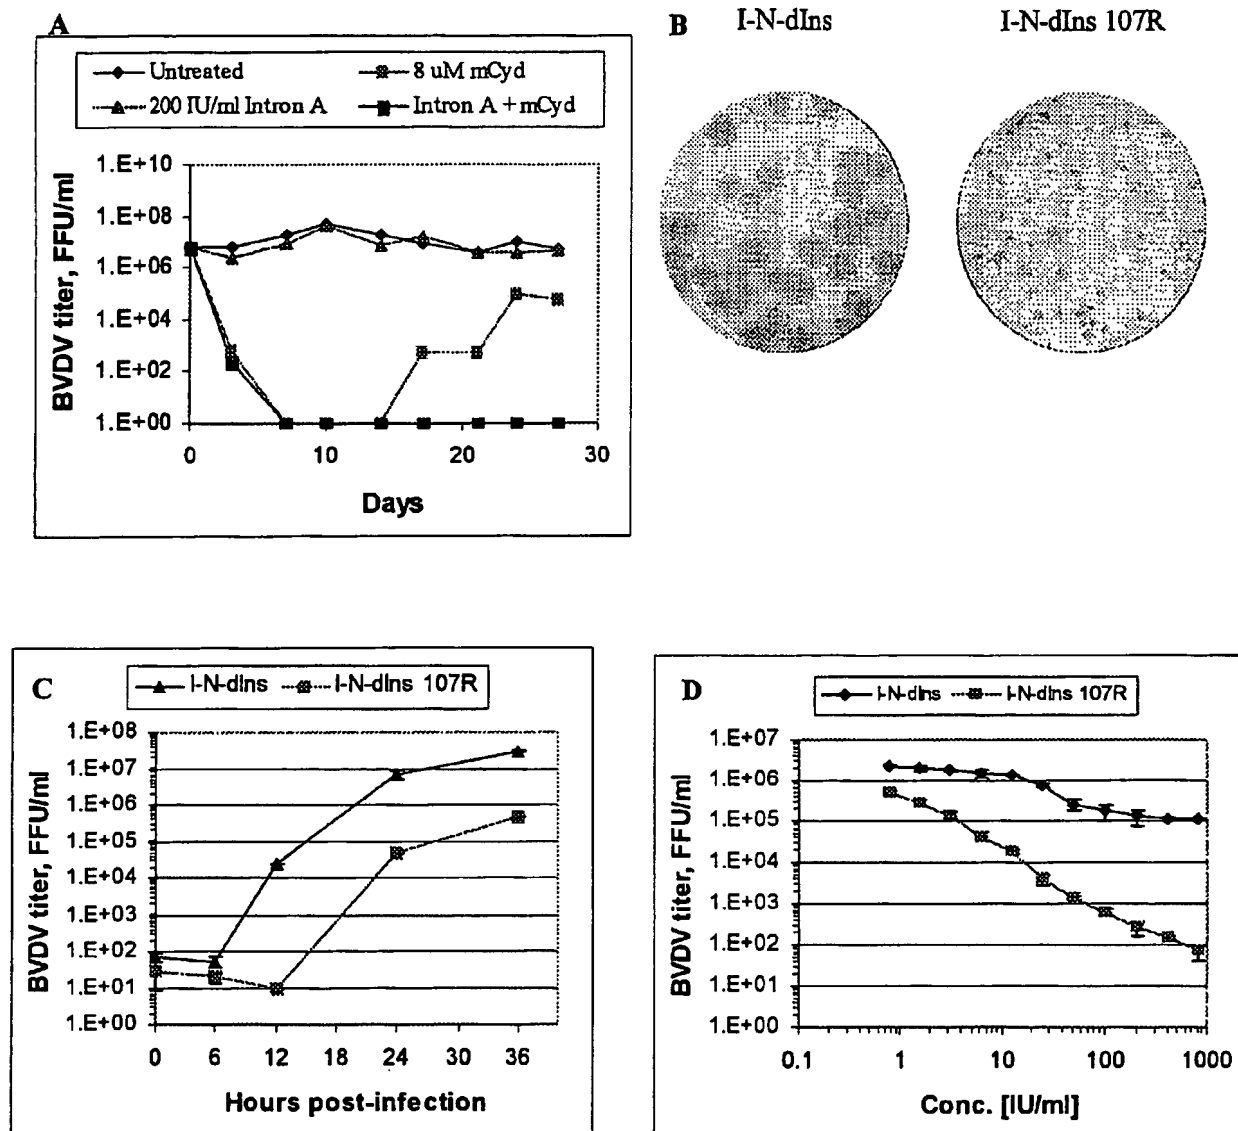 A
Untreated 8 uM mCyd
200 IU/ml Intron A Intron A + mCyd
BVDV titer, FFU/ml
1.E+10
1.E+08
1.E+06
1.E+04
1.E+02
1.E+00
0 10 20 30
Days
B I-N-dIns I-N-dIns 107R
C
I-N-dIns I-N-dIns 107R
BVDV titer, FFU/ml
1.E+08
1.E+07
1.E+06
1.E+05
1.E+04
1.E+03
1.E+02
1.E+01
1.E+00
0 6 12 18 24 30 36
Hours post-infection
D
I-N-dIns I-N-dIns 107R
BVDV titer, FFU/ml
1.E+07
1.E+06
1.E+05
1.E+04
1.E+03
1.E+02
1.E+01
1.E+00
0.1 1 10 100 1000
Conc. [IU/ml]